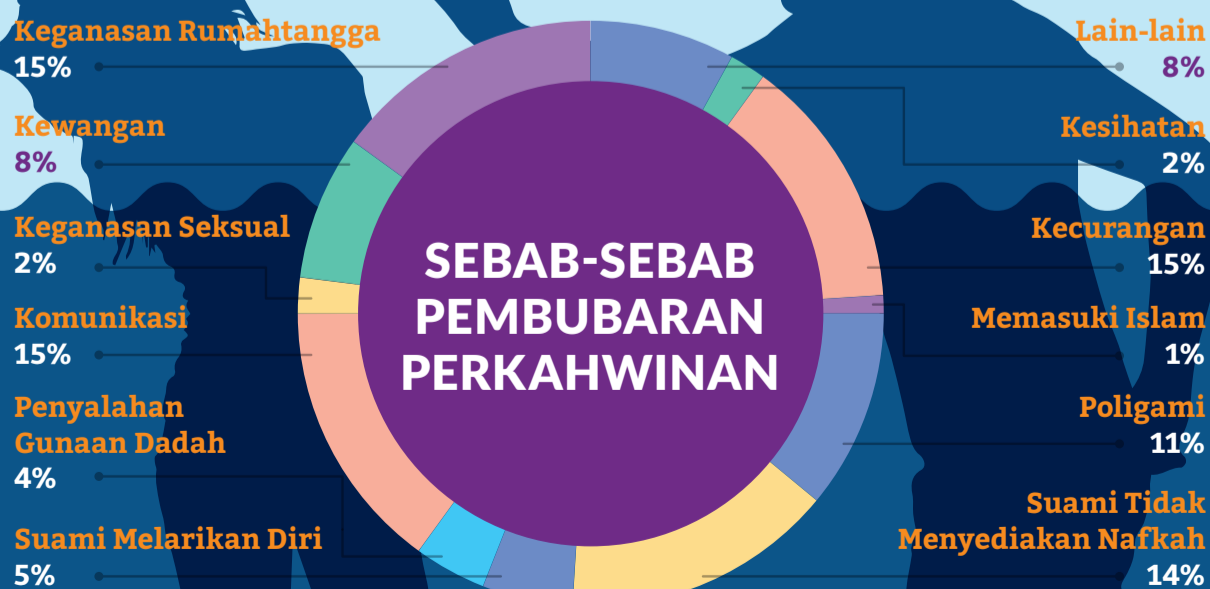 Keganasan Rumahtangga
15%
Kewangan
8%
Keganasan Seksual
2%
Komunikasi
15%
Penyalahan
Gunaan Dadah
4%
Suami Melarikan Diri
5%
SEBAB-SEBAB
PEMBUBARAN
PERKAHWINAN
Lain-lain
8%
Kesihatan
2%
Kecurangan
15%
Memasuki Islam
1%
Poligami
11%
Suami Tidak
Menyediakan Nafkah
14%